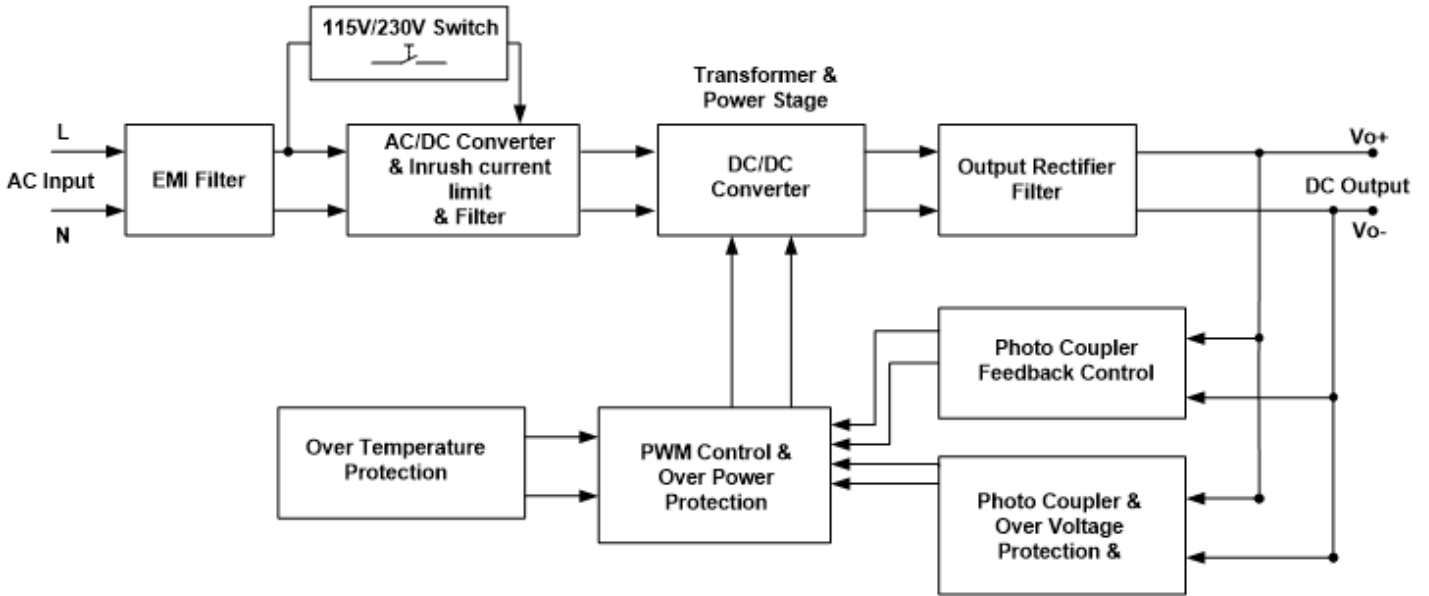 115V/230V Switch
Transformer &
Power Stage
L
AC Input
N
EMI Filter
AC/DC Converter
& Inrush current
limit
& Filter
DC/DC
Converter
Output Rectifier
Filter
Vo+
DC Output
Vo-
Photo Coupler
Feedback Control
Over Temperature
Protection
PWM Control &
Over Power
Protection
Photo Coupler &
Over Voltage
Protection &